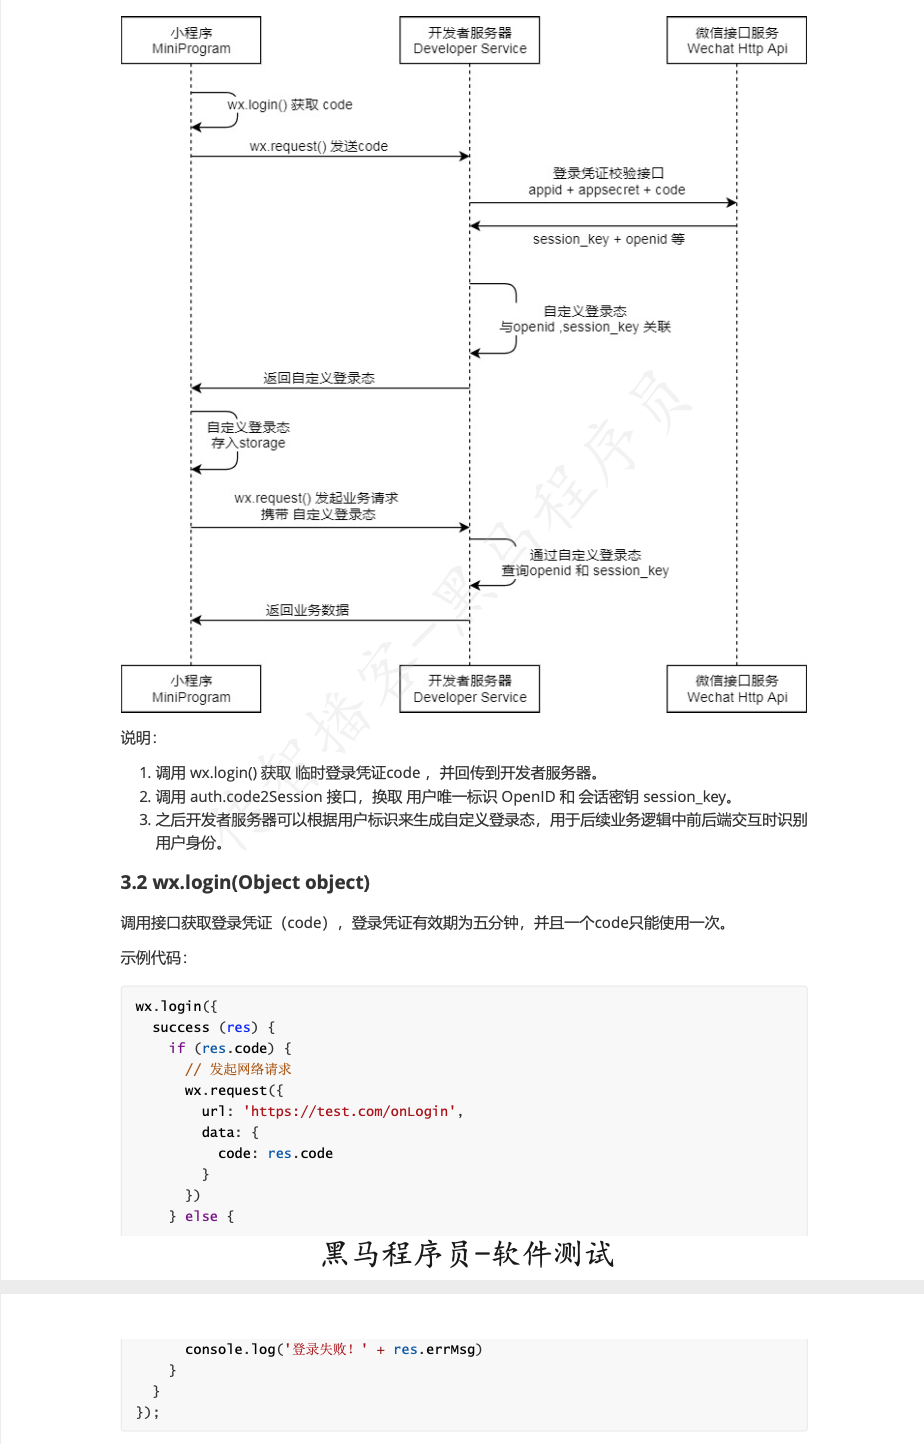 小程序
MiniProgram
开发者服务器
Developer Service
微信接口服务
Wechat Http Api
wx.login() 获取 code
wx.request() 发送code
登录凭证校验接口
appid + appsecret + code
session_key + openid 等
自定义登录态
与openid ,session_key 关联
返回自定义登录态
自定义登录态
存入storage
wx.request() 发起业务请求
携带 自定义登录态
通过自定义登录态
查询openid 和 session_key
返回业务数据
小程序
MiniProgram
开发者服务器
Developer Service
微信接口服务
Wechat Http Api
传智播客-黑马程序员
说明：
1. 调用 wx.login() 获取 临时登录凭证code ，并回传到开发者服务器。
2. 调用 auth.code2Session 接口，换取 用户唯一标识 OpenID 和 会话密钥 session_key。
3. 之后开发者服务器可以根据用户标识来生成自定义登录态，用于后续业务逻辑中前后端交互时识别
用户身份。
3.2 wx.login(Object object)
调用接口获取登录凭证（code），登录凭证有效期为五分钟，并且一个code只能使用一次。
示例代码：
wx.login({
  success (res) {
    if (res.code) {
      // 发起网络请求
      wx.request({
        url: 'https://test.com/onLogin',
        data: {
          code: res.code
        }
      })
    } else {
黑马程序员-软件测试
      console.log('登录失败！' + res.errMsg)
    }
  }
});